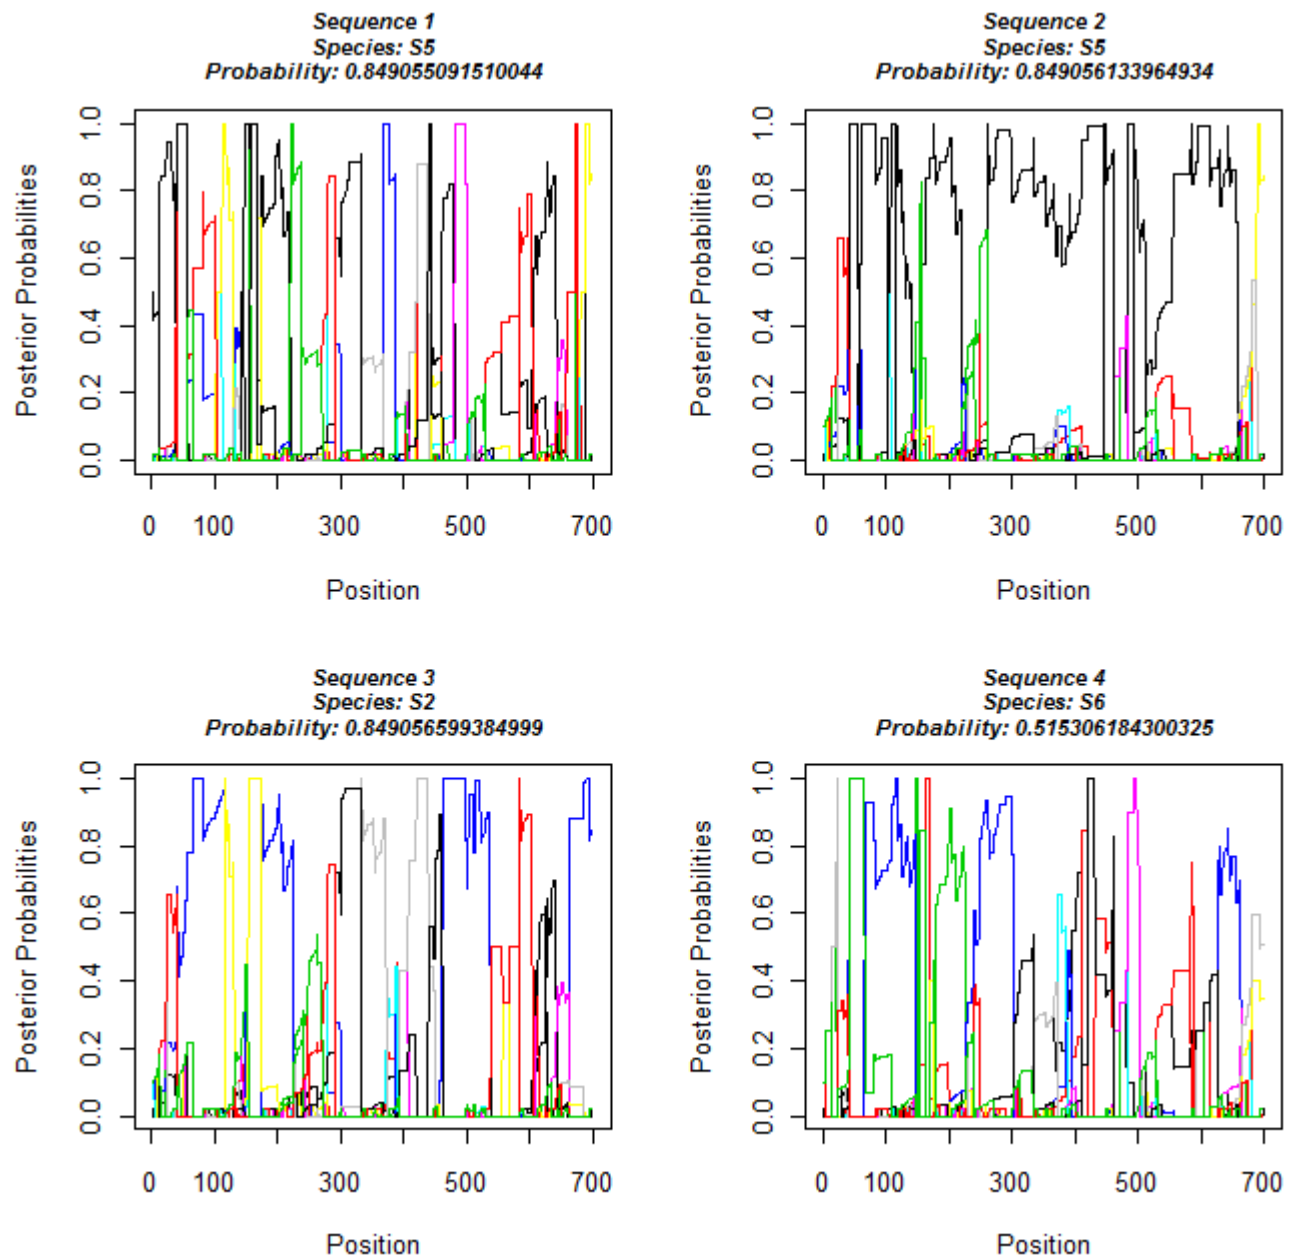 Sequence 1
Species: S5
Probability: 0.849055091510044
Posterior Probabilities
1.0
0.8
0.6
0.4
0.2
0.0
0 100 300 500 700
Position
Sequence 2
Species: S5
Probability: 0.849056133964934
Posterior Probabilities
1.0
0.8
0.6
0.4
0.2
0.0
0 100 300 500 700
Position
Sequence 3
Species: S2
Probability: 0.849056599384999
Posterior Probabilities
1.0
0.8
0.6
0.4
0.2
0.0
0 100 300 500 700
Position
Sequence 4
Species: S6
Probability: 0.515306184300325
Posterior Probabilities
1.0
0.8
0.6
0.4
0.2
0.0
0 100 300 500 700
Position